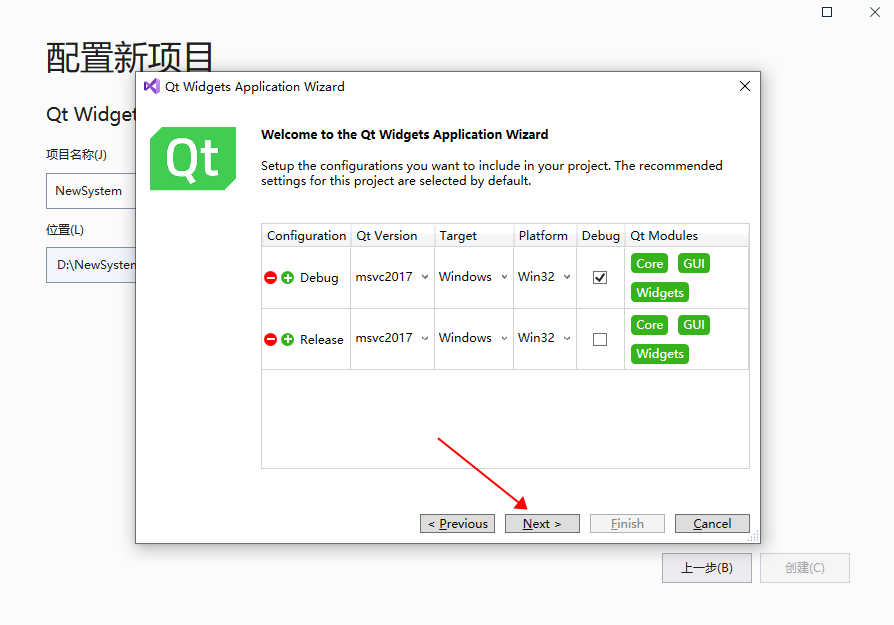 配置新项目
Qt Widgets Application Wizard
Qt Widget
Welcome to the Qt Widgets Application Wizard
Qt
项目名称(J)
Setup the configurations you want to include in your project. The recommended
settings for this project are selected by default.
NewSystem
位置(L)
Configuration Qt Version Target Platform Debug Qt Modules
D:\NewSystem
Debug msvc2017 Windows Win32 Core GUI
Widgets
Release msvc2017 Windows Win32 Core GUI
Widgets
< Previous Next > Finish Cancel
上一步(B) 创建(C)